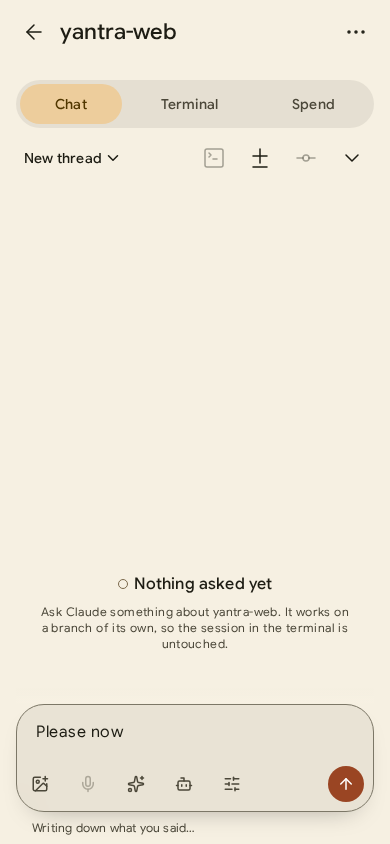 yantra-web
Chat
Terminal
Spend
New thread
Nothing asked yet
Ask Claude something about yantra-web. It works on
a branch of its own, so the session in the terminal is
untouched.
Please now
Writing down what you said...